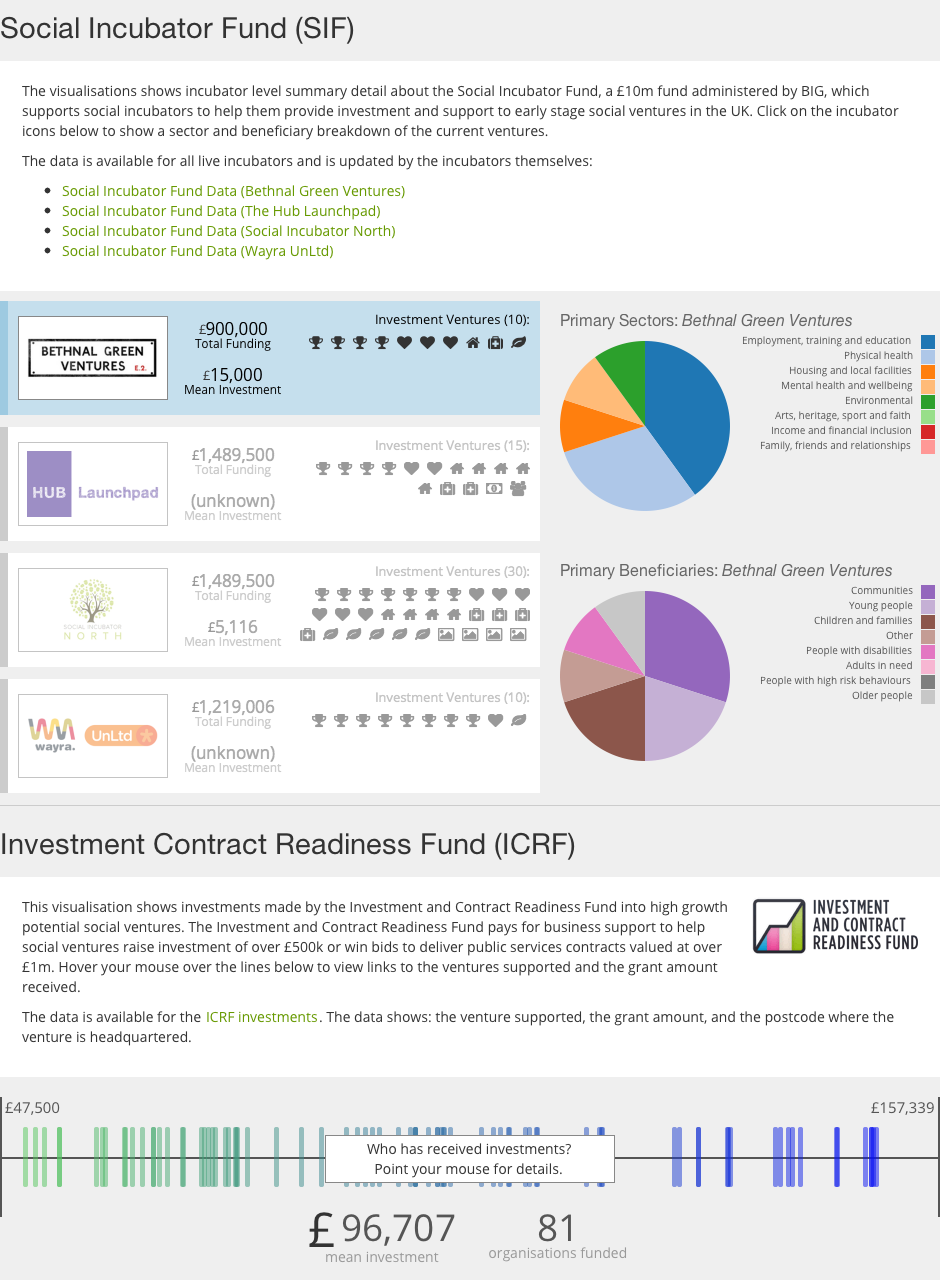 Social Incubator Fund (SIF)
The visualisations shows incubator level summary detail about the Social Incubator Fund, a £10m fund administered by BIG, which
supports social incubators to help them provide investment and support to early stage social ventures in the UK. Click on the incubator
icons below to show a sector and beneficiary breakdown of the current ventures.
The data is available for all live incubators and is updated by the incubators themselves:
Social Incubator Fund Data (Bethnal Green Ventures)
Social Incubator Fund Data (The Hub Launchpad)
Social Incubator Fund Data (Social Incubator North)
Social Incubator Fund Data (Wayra UnLtd)
BETHNAL GREEN
VENTURES E.2.
£900,000
Total Funding
£15,000
Mean Investment
Investment Ventures (10):
HUB Launchpad
£1,489,500
Total Funding
(unknown)
Mean Investment
Investment Ventures (15):
SOCIAL INCUBATOR
NORTH
£1,489,500
Total Funding
£5,116
Mean Investment
Investment Ventures (30):
wayra. UnLtd
£1,219,006
Total Funding
(unknown)
Mean Investment
Investment Ventures (10):
Primary Sectors: Bethnal Green Ventures
Employment, training and education
Physical health
Housing and local facilities
Mental health and wellbeing
Environmental
Arts, heritage, sport and faith
Income and financial inclusion
Family, friends and relationships
Primary Beneficiaries: Bethnal Green Ventures
Communities
Young people
Children and families
Other
People with disabilities
Adults in need
People with high risk behaviours
Older people
Investment Contract Readiness Fund (ICRF)
This visualisation shows investments made by the Investment and Contract Readiness Fund into high growth
potential social ventures. The Investment and Contract Readiness Fund pays for business support to help
social ventures raise investment of over £500k or win bids to deliver public services contracts valued at over
£1m. Hover your mouse over the lines below to view links to the ventures supported and the grant amount
received.
INVESTMENT
AND CONTRACT
READINESS FUND
The data is available for the ICRF investments. The data shows: the venture supported, the grant amount, and the postcode where the
venture is headquartered.
£47,500
£157,339
Who has received investments?
Point your mouse for details.
£ 96,707
mean investment
81
organisations funded